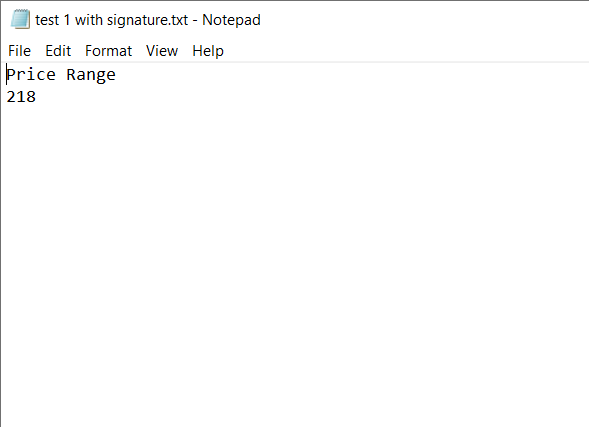 test 1 with signature.txt - Notepad
File Edit Format View Help
Price Range
218